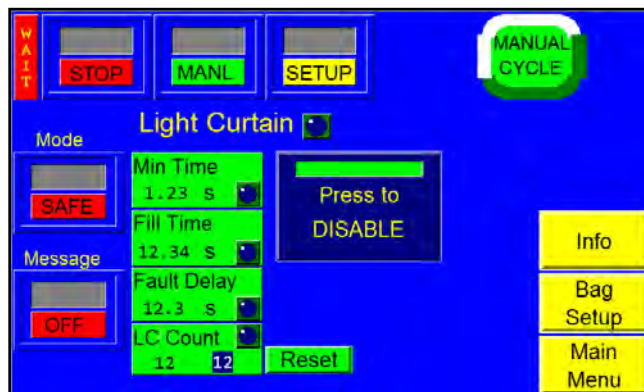 WAIT
STOP
MANL
SETUP
MANUAL
CYCLE
Light Curtain
Mode
SAFE
Message
OFF
Min Time
1.23 S
Fill Time
12.34 S
Fault Delay
12.3 S
LC Count
12 12
Reset
Press to
DISABLE
Info
Bag
Setup
Main
Menu